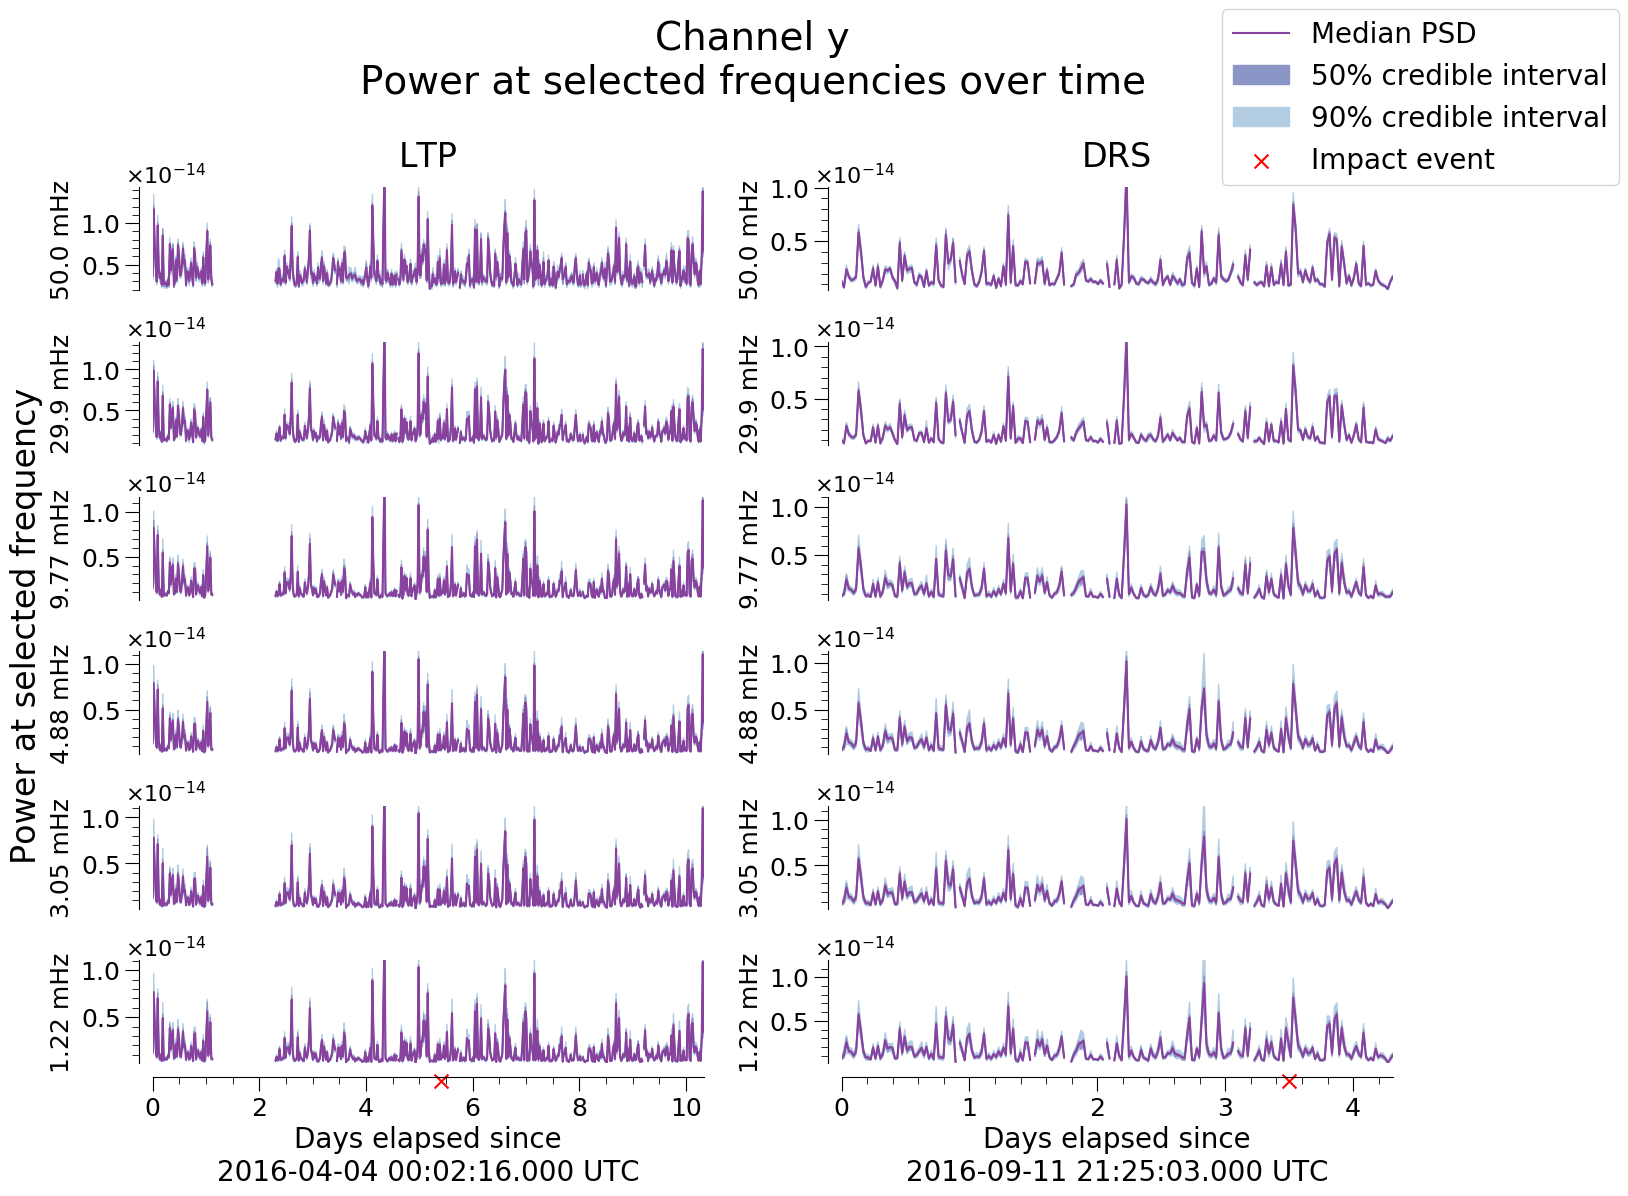 Channel y
Power at selected frequencies over time
Median PSD
50% credible interval
90% credible interval
Impact event
LTP
DRS
Power at selected frequency
×10⁻¹⁴
50.0 mHz
1.0
0.5
×10⁻¹⁴
50.0 mHz
1.0
0.5
×10⁻¹⁴
29.9 mHz
1.0
0.5
×10⁻¹⁴
29.9 mHz
1.0
0.5
×10⁻¹⁴
9.77 mHz
1.0
0.5
×10⁻¹⁴
9.77 mHz
1.0
0.5
×10⁻¹⁴
4.88 mHz
1.0
0.5
×10⁻¹⁴
4.88 mHz
1.0
0.5
×10⁻¹⁴
3.05 mHz
1.0
0.5
×10⁻¹⁴
3.05 mHz
1.0
0.5
×10⁻¹⁴
1.22 mHz
1.0
0.5
×10⁻¹⁴
1.22 mHz
1.0
0.5
0 2 4 6 8 10
Days elapsed since
2016-04-04 00:02:16.000 UTC
0 1 2 3 4
Days elapsed since
2016-09-11 21:25:03.000 UTC